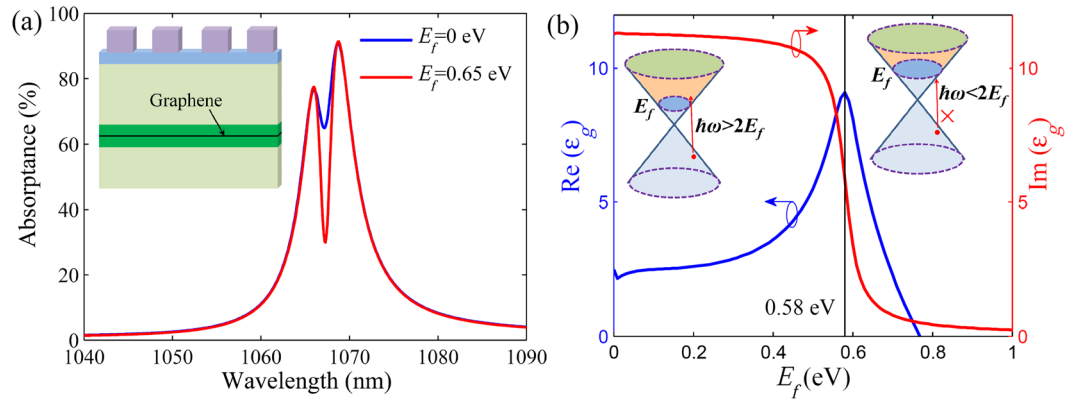 (a)
100
80
60
40
20
0
Absorptance (%)
Graphene
E_f=0 eV
E_f=0.65 eV
1040
1050
1060
1070
1080
1090
Wavelength (nm)
(b)
10
5
0
Re (ε_g)
E_f
ħω>2E_f
E_f
ħω<2E_f
×
0.58 eV
0
0.2
0.4
0.6
0.8
1
E_f(eV)
10
5
0
Im (ε_g)